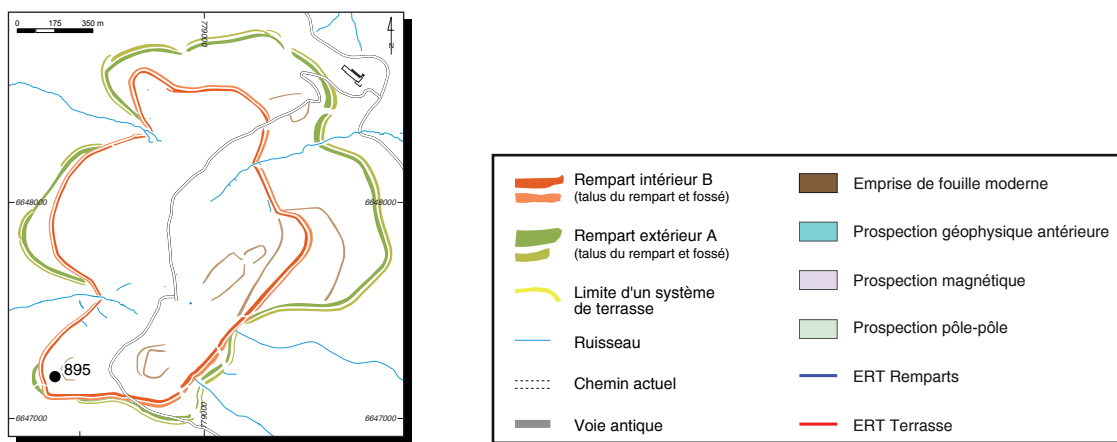 0 175 350 m
779000
N
6648000
6648000
895
6647000
779000
6647000
Rempart intérieur B
(talus du rempart et fossé)
Rempart extérieur A
(talus du rempart et fossé)
Limite d'un système
de terrasse
Ruisseau
Chemin actuel
Voie antique
Emprise de fouille moderne
Prospection géophysique antérieure
Prospection magnétique
Prospection pôle-pôle
ERT Remparts
ERT Terrasse